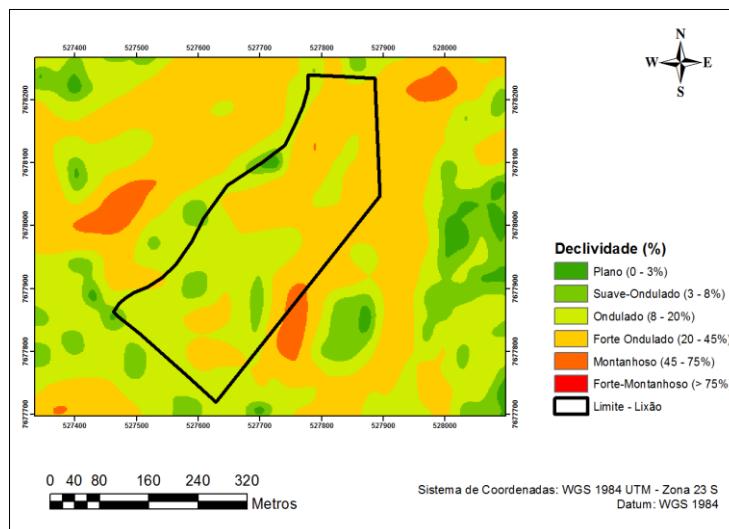 N
W E
S
527400 527500 527600 527700 527800 527900 528000
7678200 7678200
7678100 7678100
7678000 7678000
7677900 7677900
7677800 7677800
7677700 7677700
527400 527500 527600 527700 527800 527900 528000
Declividade (%)
Plano (0 - 3%)
Suave-Ondulado (3 - 8%)
Ondulado (8 - 20%)
Forte Ondulado (20 - 45%)
Montanhoso (45 - 75%)
Forte-Montanhoso (> 75%
Limite - Lixão
0 40 80 160 240 320
Metros
Sistema de Coordenadas: WGS 1984 UTM - Zona 23 S
Datum: WGS 1984